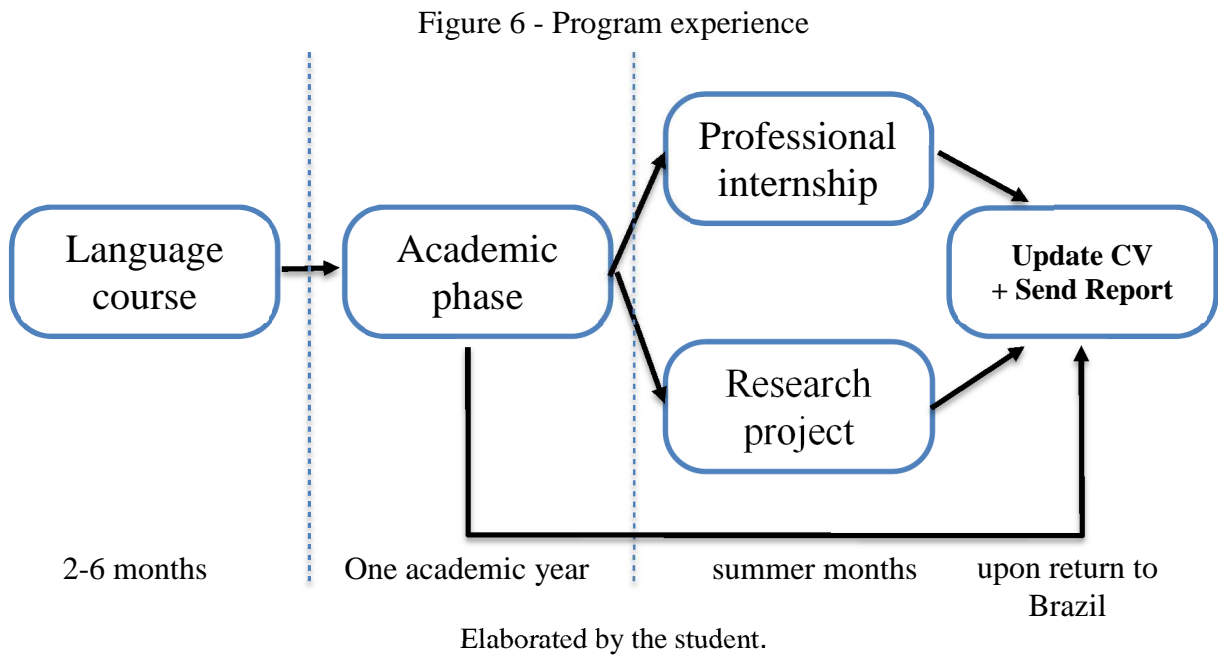 Figure 6 - Program experience
Language
course
Academic
phase
Professional
internship
Research
project
Update CV
+ Send Report
2-6 months
One academic year
summer months
upon return to
Brazil
Elaborated by the student.